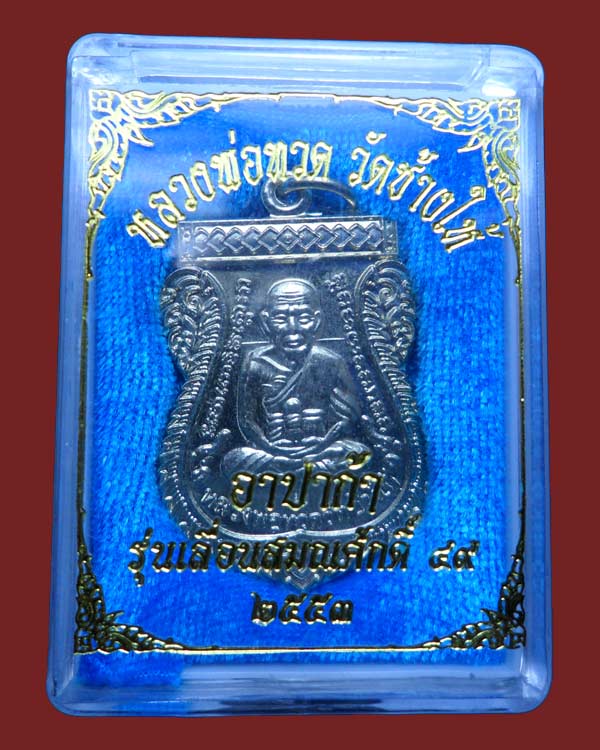 หลวงพ่อทวด วัดช้างให้
อาปาก้า
รุ่นเลื่อนสมณศักดิ์ ๔๙
๒๕๕๓